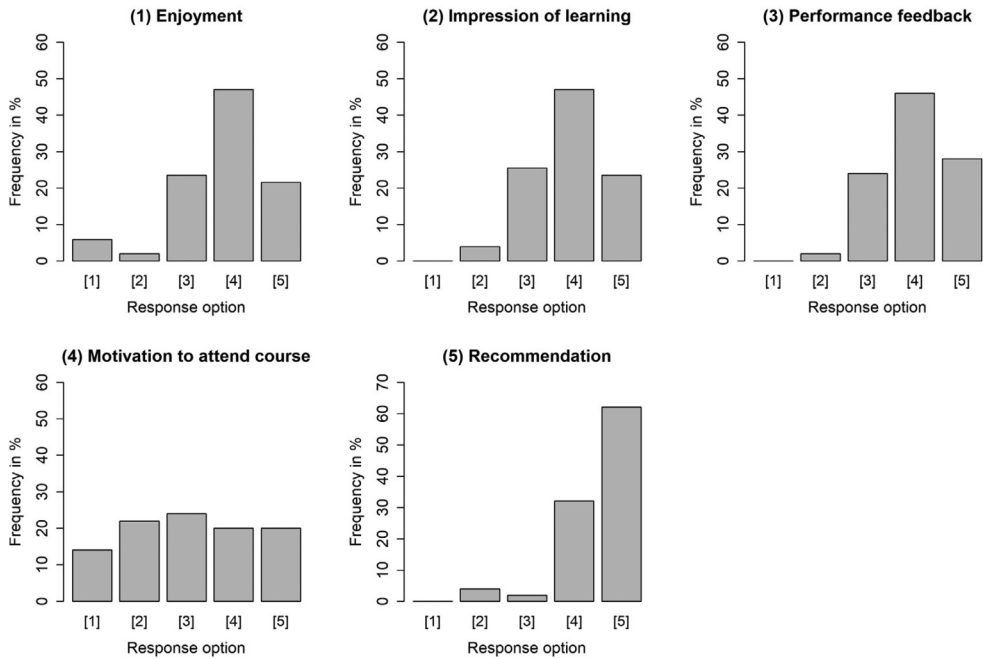 (1) Enjoyment
Frequency in %
60
50
40
30
20
10
0
[1] [2] [3] [4] [5]
Response option
(2) Impression of learning
Frequency in %
60
50
40
30
20
10
0
[1] [2] [3] [4] [5]
Response option
(3) Performance feedback
Frequency in %
60
50
40
30
20
10
0
[1] [2] [3] [4] [5]
Response option
(4) Motivation to attend course
Frequency in %
60
50
40
30
20
10
0
[1] [2] [3] [4] [5]
Response option
(5) Recommendation
Frequency in %
70
60
50
40
30
20
10
0
[1] [2] [3] [4] [5]
Response option